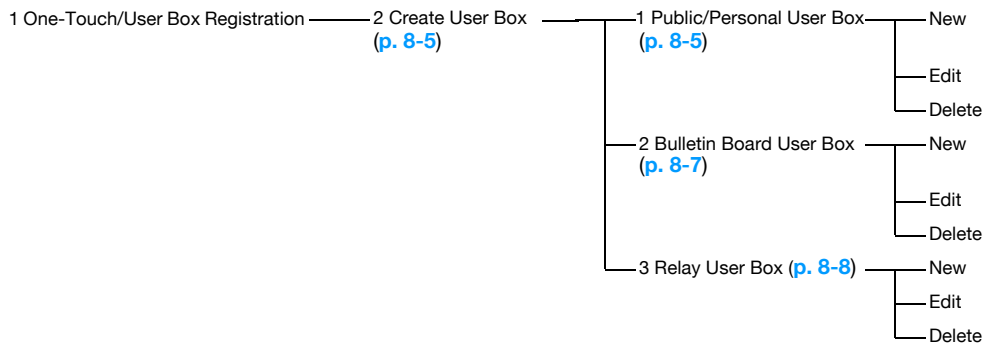 1 One-Touch/User Box Registration 2 Create User Box 1 Public/Personal User Box New
(p. 8-5) (p. 8-5)
Edit
Delete
2 Bulletin Board User Box New
(p. 8-7)
Edit
Delete
3 Relay User Box (p. 8-8) New
Edit
Delete